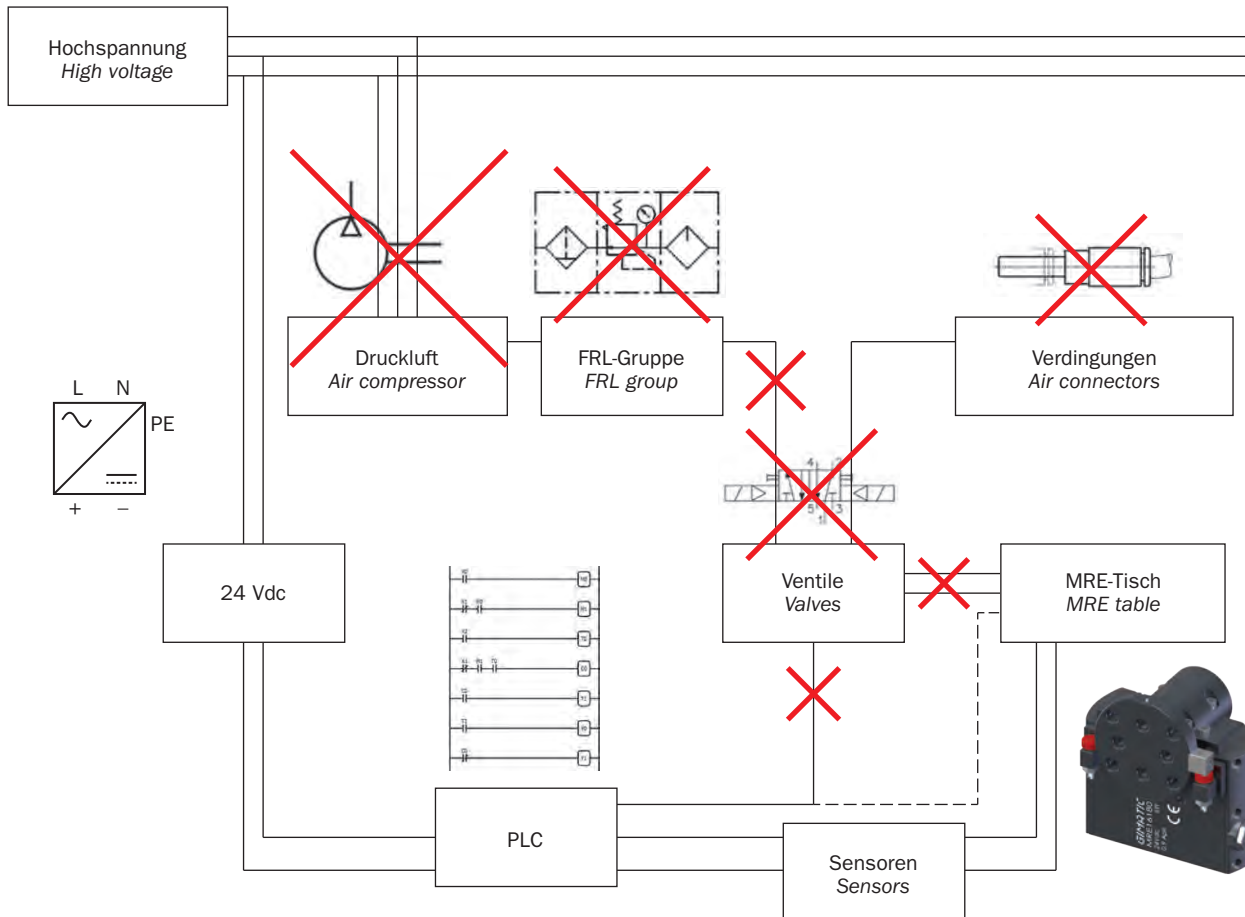 Hochspannung
High voltage
Druckluft
Air compressor
FRL-Gruppe
FRL group
Verdingungen
Air connectors
L N
PE
+ −
4 2
5 3
1
24 Vdc
Ventile
Valves
MRE-Tisch
MRE table
PLC
Sensoren
Sensors
GIMATIC
CE